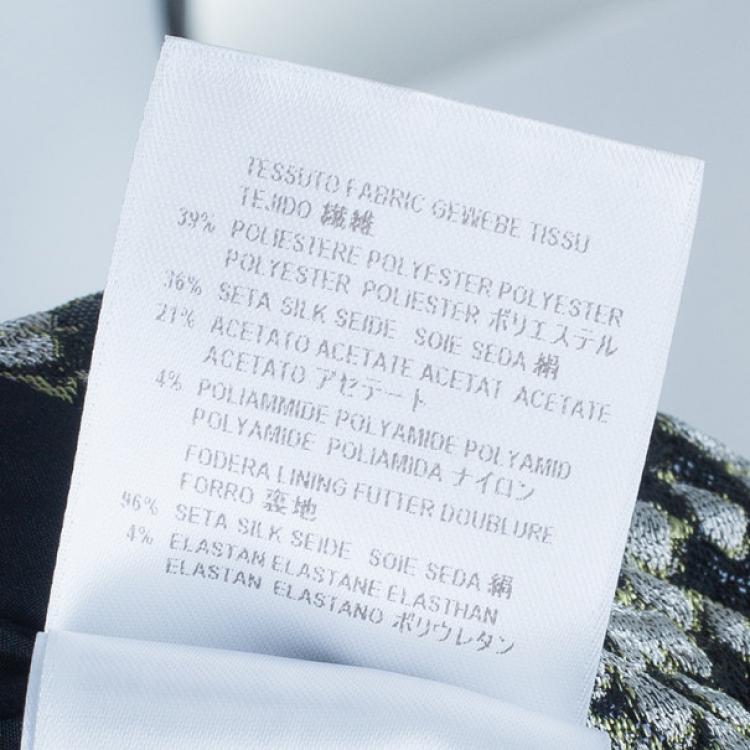 TESSUTO FABRIC GEWEBE TISSU
TEJIDO 繊維
39% POLIESTERE POLYESTER POLYESTER
POLYESTER POLIESTER ポリエステル
36% SETA SILK SEIDE SOIE SEDA 絹
21% ACETATO ACETATE ACETAT ACETATE
ACETATO アセテート
4% POLIAMMIDE POLYAMIDE POLYAMID
POLYAMIDE POLIAMIDA ナイロン
FODERA LINING FUTTER DOUBLURE
FORRO 裏地
96% SETA SILK SEIDE SOIE SEDA 絹
4% ELASTAN ELASTANE ELASTHAN
ELASTAN ELASTANO ポリウレタン